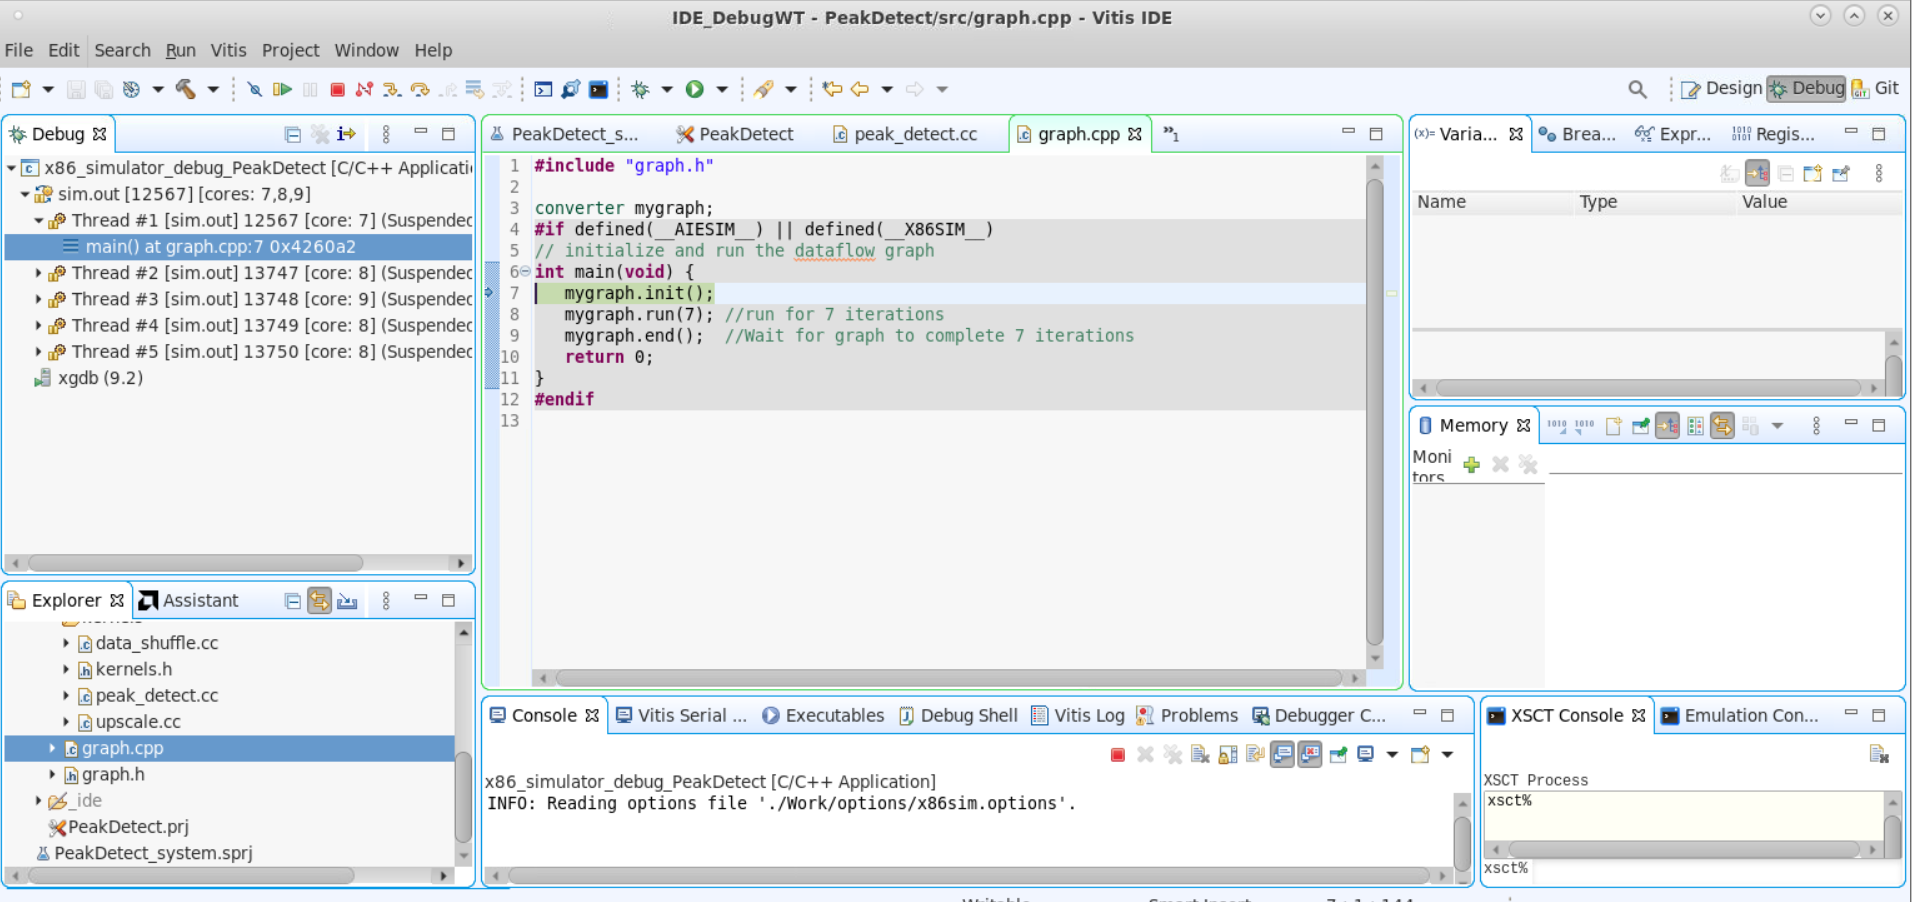 IDE_DebugWT - PeakDetect/src/graph.cpp - Vitis IDE
File Edit Search Run Vitis Project Window Help
Design Debug Git
Debug
x86_simulator_debug_PeakDetect [C/C++ Applicati
sim.out [12567] [cores: 7,8,9]
Thread #1 [sim.out] 12567 [core: 7] (Suspended
main() at graph.cpp:7 0x4260a2
Thread #2 [sim.out] 13747 [core: 8] (Suspended
Thread #3 [sim.out] 13748 [core: 9] (Suspended
Thread #4 [sim.out] 13749 [core: 8] (Suspended
Thread #5 [sim.out] 13750 [core: 8] (Suspended
xgdb (9.2)
PeakDetect_s... PeakDetect peak_detect.cc graph.cpp »1
1 #include "graph.h"
2
3 converter mygraph;
4 #if defined(__AIESIM__) || defined(__X86SIM__)
5 // initialize and run the dataflow graph
6 int main(void) {
7 mygraph.init();
8 mygraph.run(7); //run for 7 iterations
9 mygraph.end(); //Wait for graph to complete 7 iterations
10 return 0;
11 }
12 #endif
13
(x)= Varia... Brea... Expr... Regis...
Name Type Value
Memory
Moni
tors
Explorer Assistant
data_shuffle.cc
kernels.h
peak_detect.cc
upscale.cc
graph.cpp
graph.h
_ide
PeakDetect.prj
PeakDetect_system.sprj
Console Vitis Serial ... Executables Debug Shell Vitis Log Problems Debugger C...
x86_simulator_debug_PeakDetect [C/C++ Application]
INFO: Reading options file './Work/options/x86sim.options'.
XSCT Console Emulation Con...
XSCT Process
xsct%
xsct%